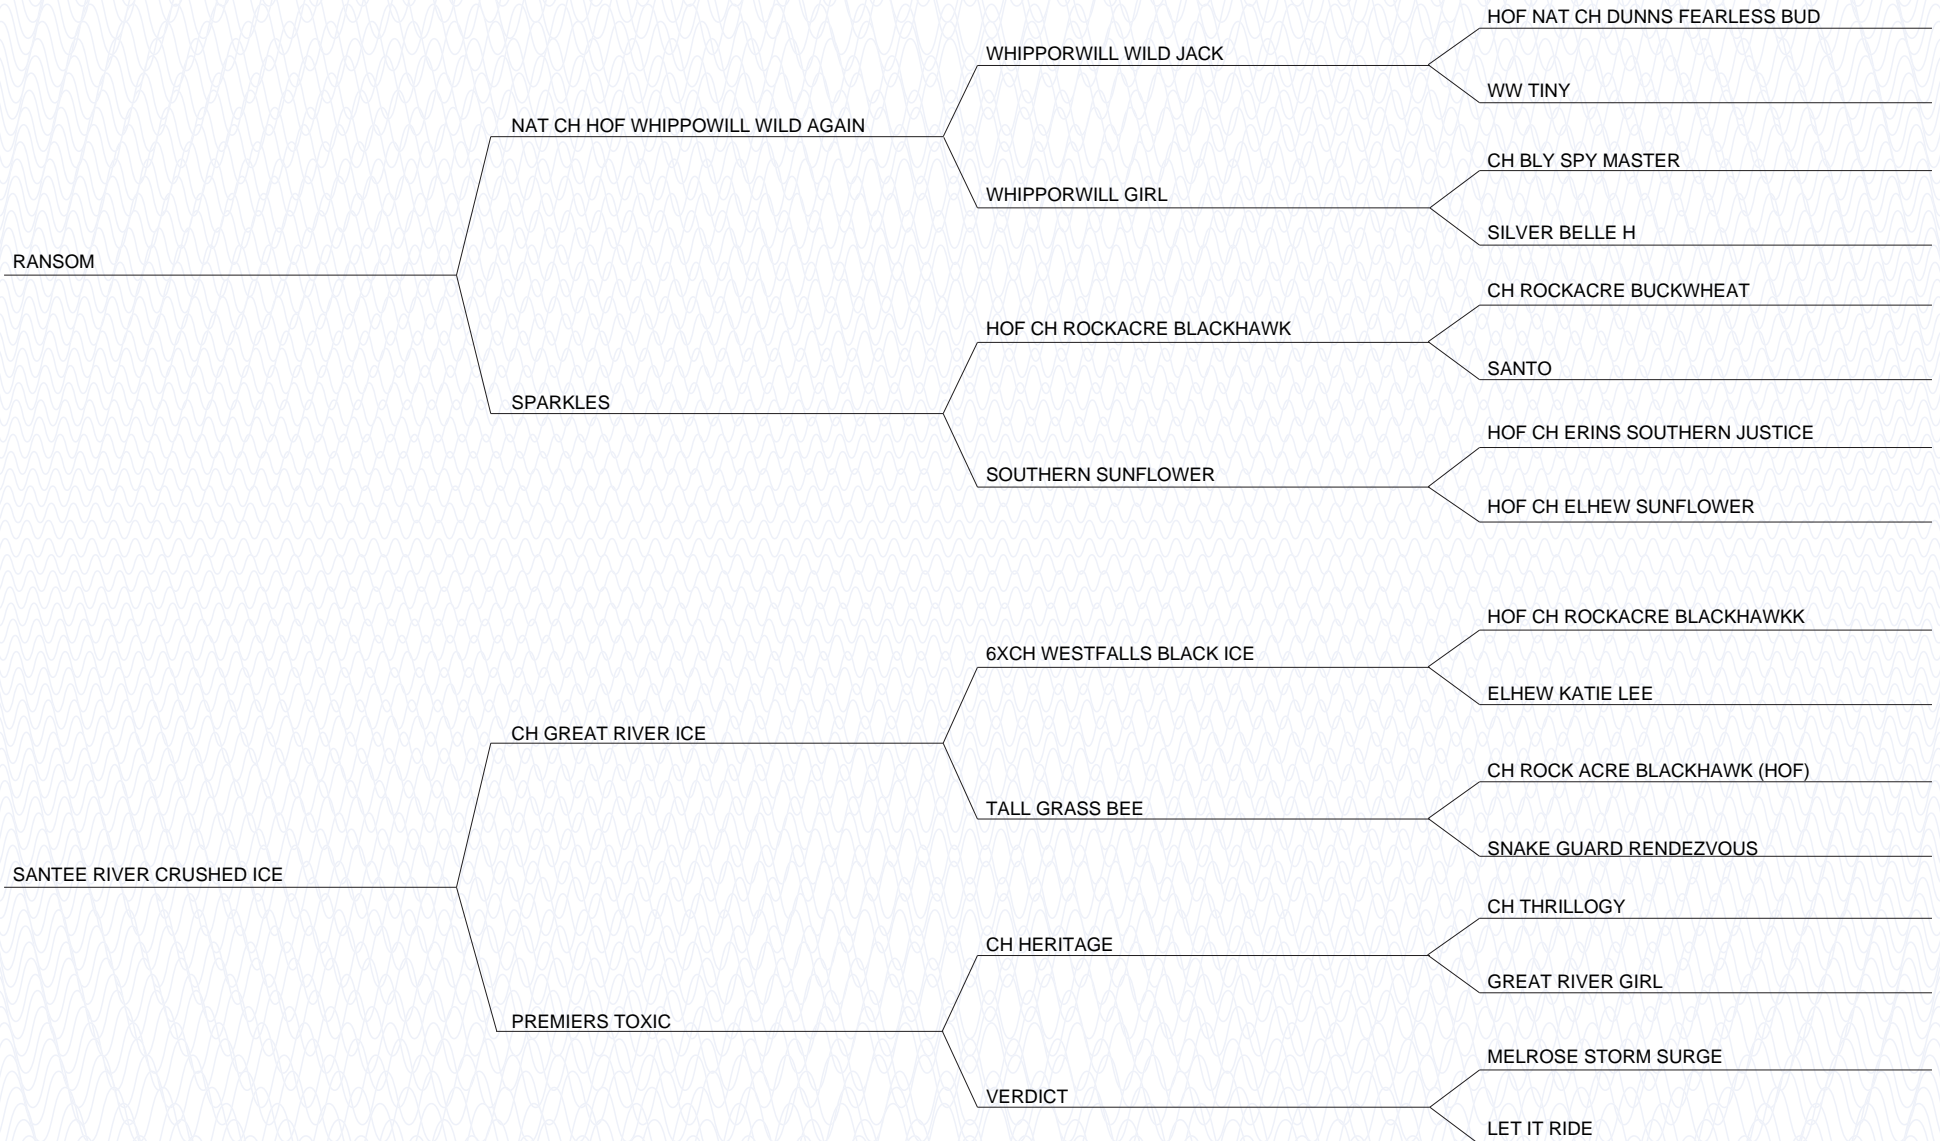 HOF NAT CH DUNNS FEARLESS BUD
WHIPPORWILL WILD JACK
WW TINY
NAT CH HOF WHIPPOWILL WILD AGAIN
CH BLY SPY MASTER
WHIPPORWILL GIRL
SILVER BELLE H
RANSOM
CH ROCKACRE BUCKWHEAT
HOF CH ROCKACRE BLACKHAWK
SANTO
SPARKLES
HOF CH ERINS SOUTHERN JUSTICE
SOUTHERN SUNFLOWER
HOF CH ELHEW SUNFLOWER
HOF CH ROCKACRE BLACKHAWKK
6XCH WESTFALLS BLACK ICE
ELHEW KATIE LEE
CH GREAT RIVER ICE
CH ROCK ACRE BLACKHAWK (HOF)
TALL GRASS BEE
SNAKE GUARD RENDEZVOUS
SANTEE RIVER CRUSHED ICE
CH THRILLOGY
CH HERITAGE
GREAT RIVER GIRL
PREMIERS TOXIC
MELROSE STORM SURGE
VERDICT
LET IT RIDE